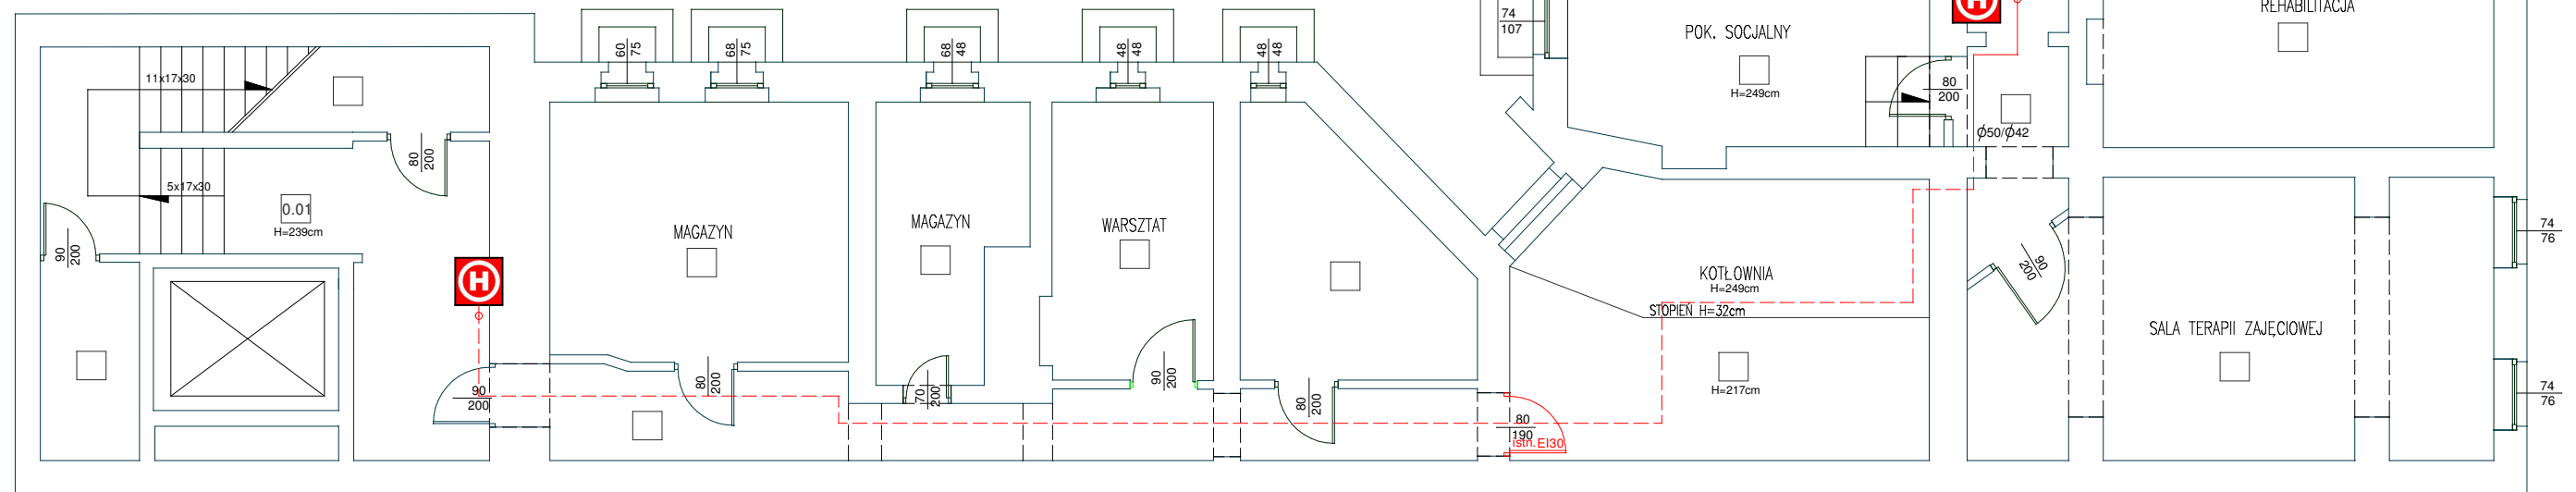 60
75
68
75
68
48
48
48
48
48
74
107
POK. SOCJALNY
H=249cm
H
REHABILITACJA
80
200
Ø50/Ø42
11x17x30
80
200
5x17x30
0.01
H=239cm
90
200
H
MAGAZYN
MAGAZYN
WARSZTAT
KOTŁOWNIA
H=249cm
STOPIEŃ H=32cm
90
200
74
76
SALA TERAPII ZAJĘCIOWEJ
H=217cm
90
200
80
200
70
200
90
200
80
200
80
190
istn. EI30
74
76